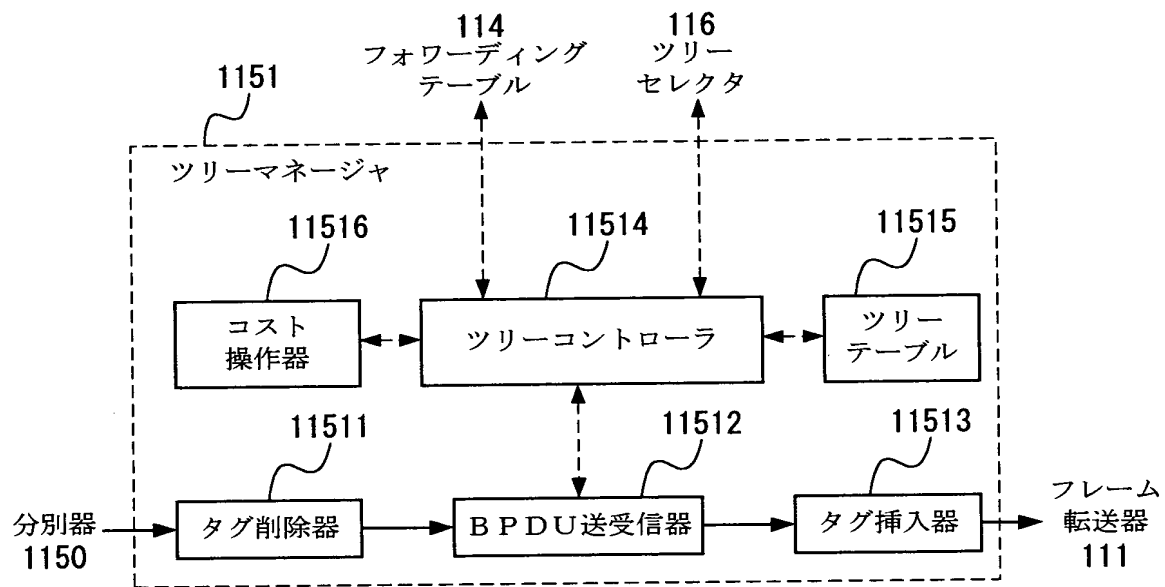 114
フォワーディング
テーブル
116
ツリー
セレクタ
1151
ツリーマネージャ
11516
コスト
操作器
11514
ツリーコントローラ
11515
ツリー
テーブル
11511
タグ削除器
11512
BPDU送受信器
11513
タグ挿入器
分別器
1150
フレーム
転送器
111